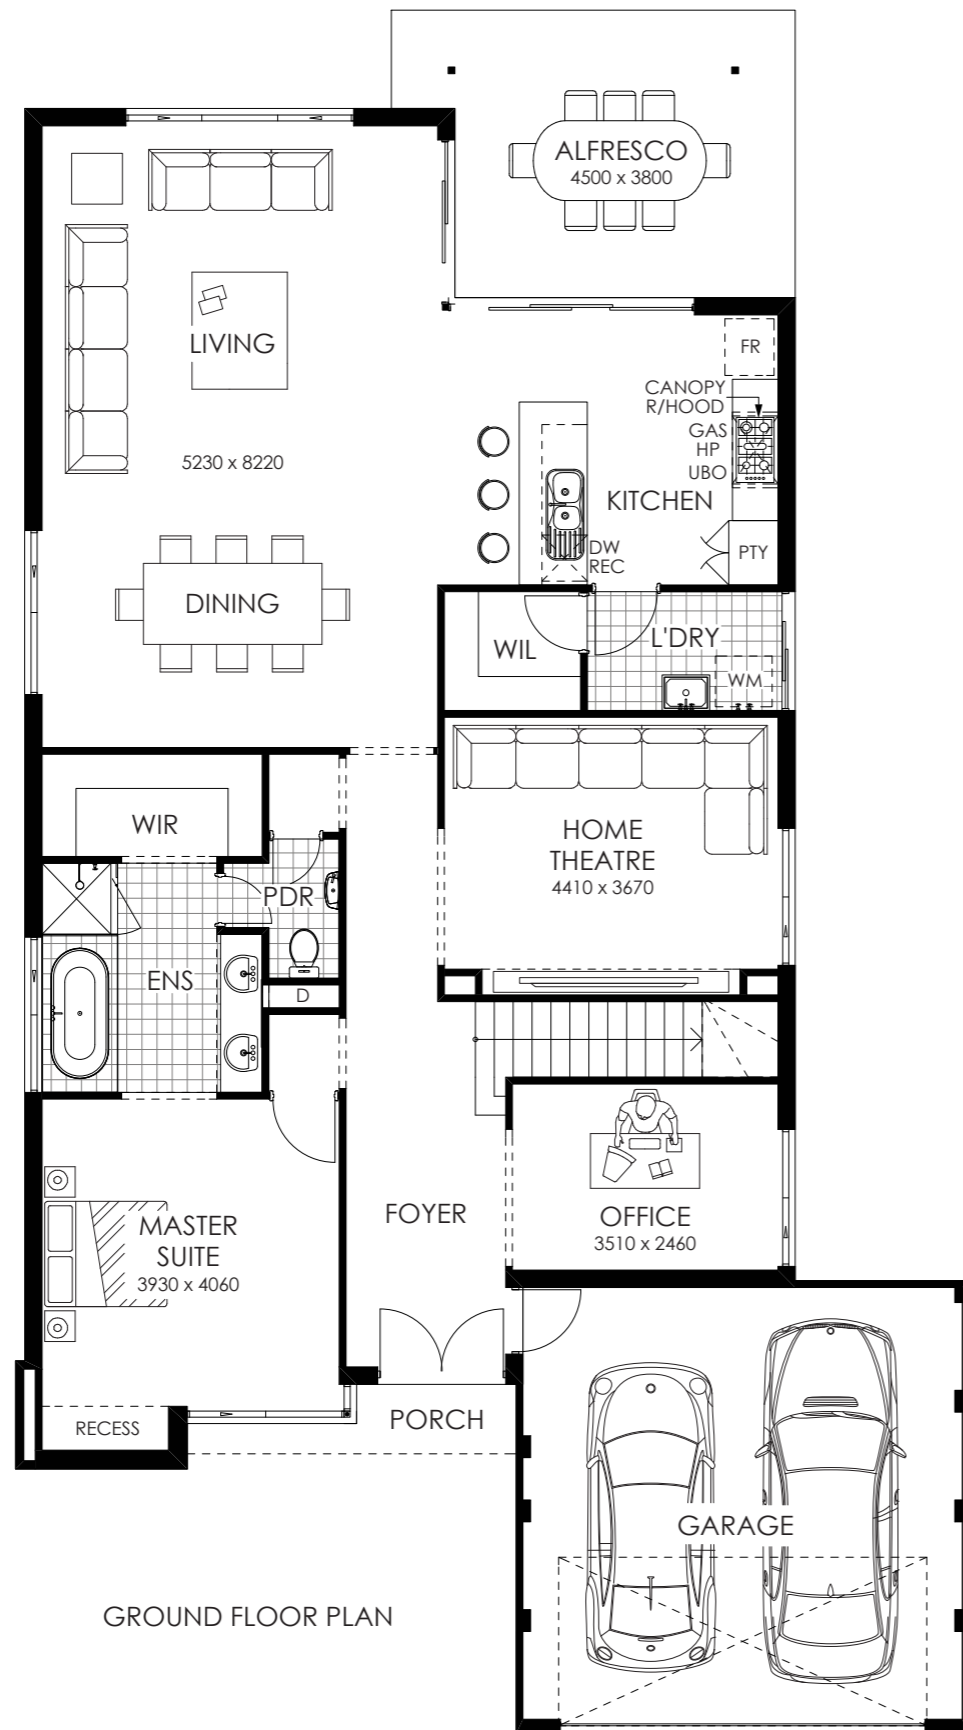 ALFRESCO
4500 x 3800
LIVING
5230 x 8220
FR
CANOPY
R/HOOD
GAS
HP
UBO
KITCHEN
DW
REC
PTY
DINING
WIL
L'DRY
WM
WIR
HOME
THEATRE
4410 x 3670
PDR
ENS
D
MASTER
SUITE
3930 x 4060
FOYER
OFFICE
3510 x 2460
RECESS
PORCH
GARAGE
GROUND FLOOR PLAN